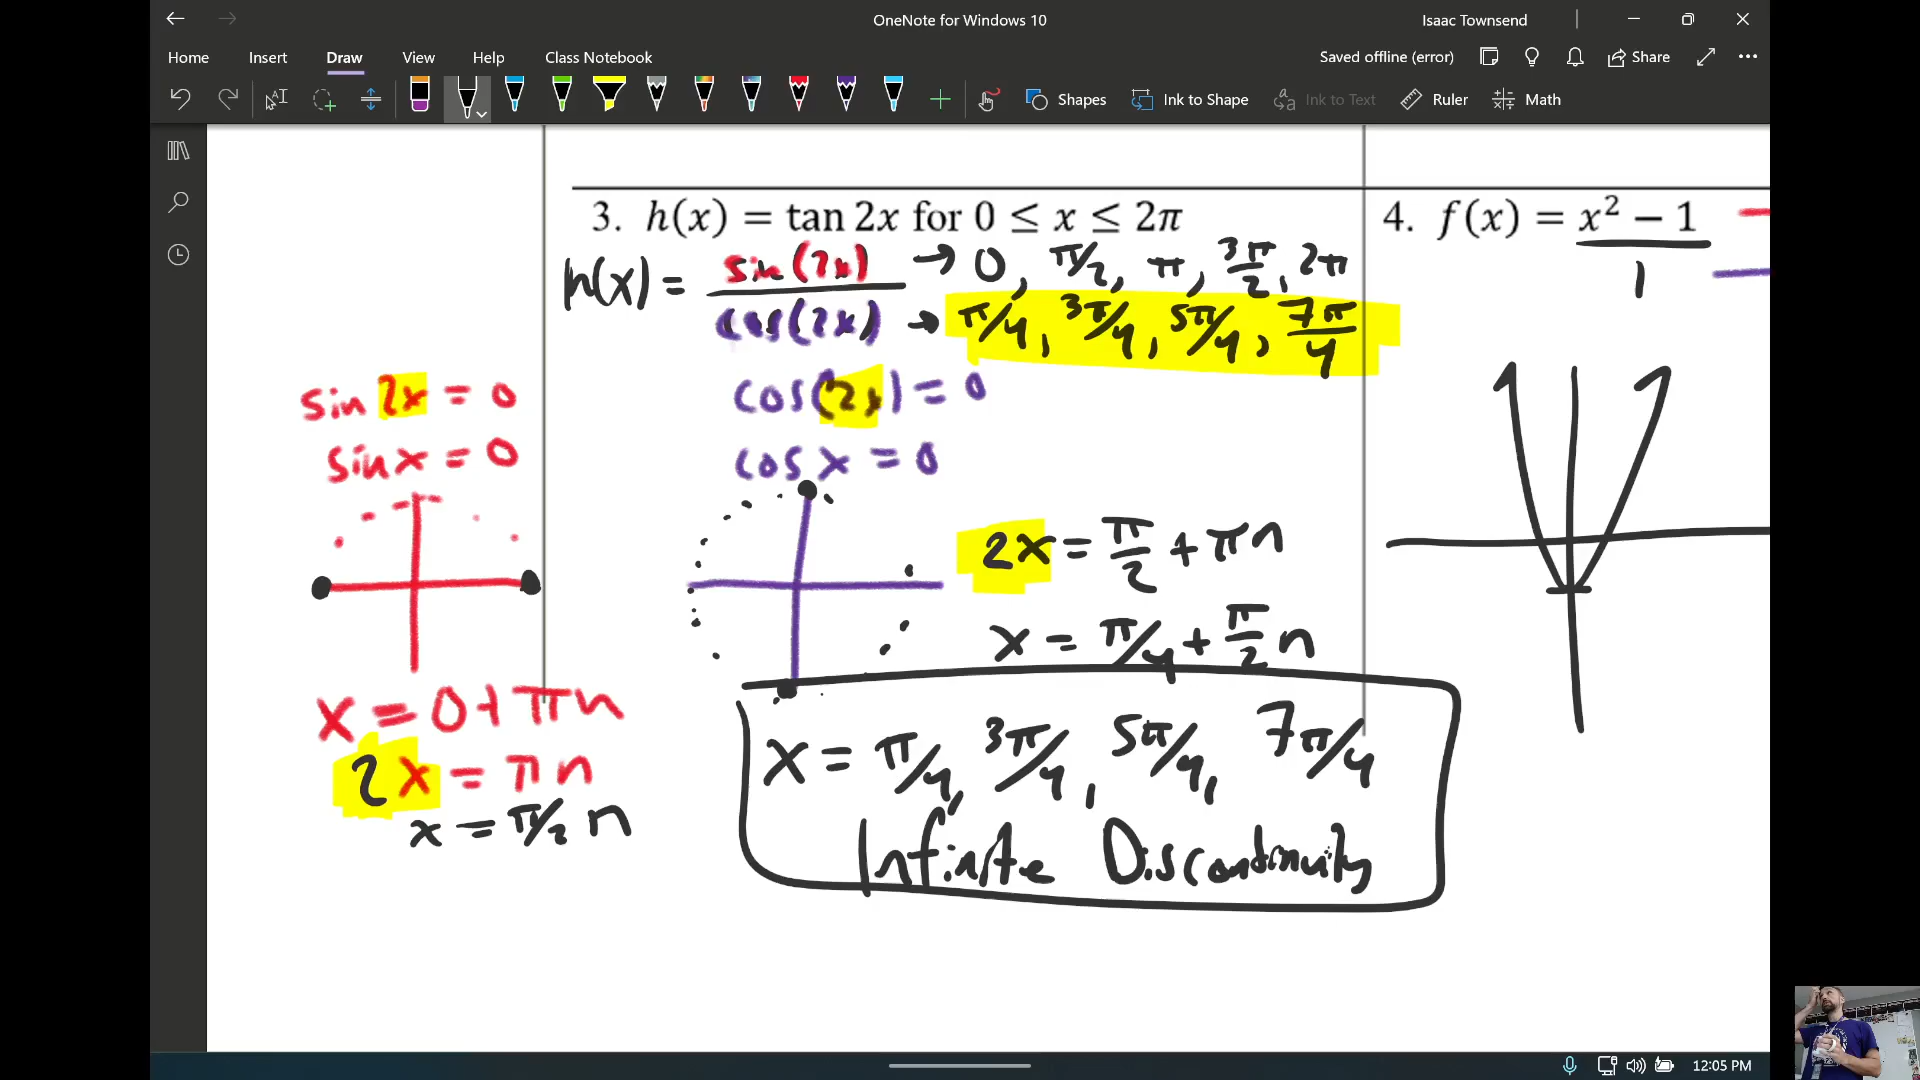 OneNote for Windows 10
Isaac Townsend
Home Insert Draw View Help Class Notebook
Saved offline (error) Share
Shapes Ink to Shape Ink to Text Ruler Math
3. h(x) = tan 2x for 0 ≤ x ≤ 2π
4. f(x) = x² − 1
1
h(x) = sin(2x) → 0, π/2, π, 3π/2, 2π
cos(2x) → π/4, 3π/4, 5π/4, 7π/4
sin 2x = 0
sin x = 0
cos(2x) = 0
cos x = 0
2x = π/2 + πn
x = π/4 + π/2 n
x = 0 + πn
2x = πn
x = π/2 n
x = π/4, 3π/4, 5π/4, 7π/4
Infinite Discontinuity
12:05 PM